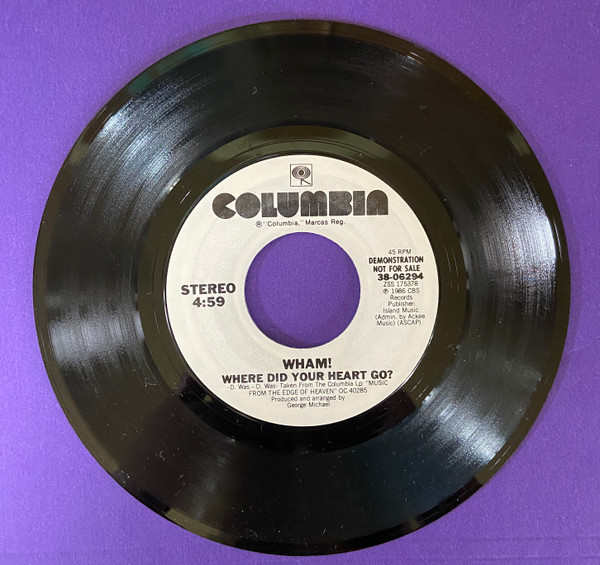 COLUMBIA
® "Columbia," Marcas Reg.
STEREO
4:59
45 RPM
DEMONSTRATION
NOT FOR SALE
38-06294
ZSS 175378
℗ 1986 CBS
Records
Publisher:
Island Music
(Admin. by Ackee
Music) (ASCAP)
WHAM!
WHERE DID YOUR HEART GO?
-D. Was - D. Was- Taken From The Columbia Lp: "MUSIC
FROM THE EDGE OF HEAVEN" OC 40285
Produced and arranged by
George Michael